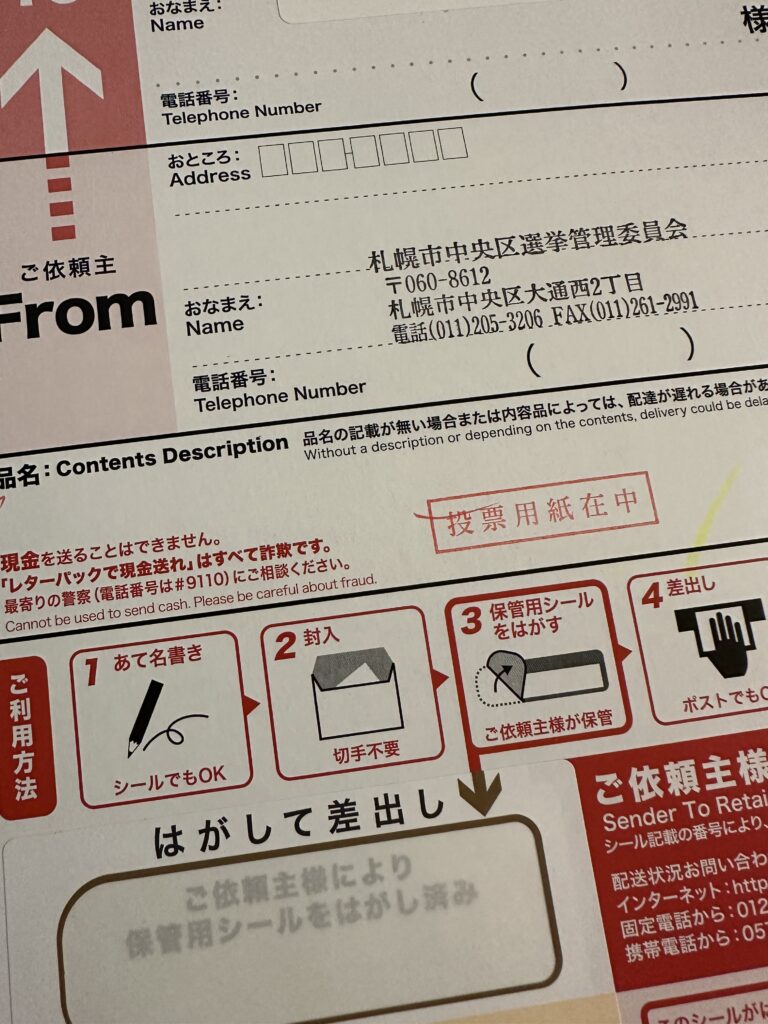 おなまえ：
Name
様
電話番号：
Telephone Number
(　　)
おところ：
Address
ご依頼主
From
札幌市中央区選挙管理委員会
〒060-8612
おなまえ：
Name
札幌市中央区大通西2丁目
電話(011)205-3206 FAX(011)261-2991
電話番号：
Telephone Number
(　　)
品名：Contents Description
品名の記載が無い場合または内容品によっては、配達が遅れる場合があ
Without a description or depending on the contents, delivery could be dela
投票用紙在中
現金を送ることはできません。
「レターパックで現金送れ」はすべて詐欺です。
最寄りの警察(電話番号は#9110)にご相談ください。
Cannot be used to send cash. Please be careful about fraud.
ご利用方法
1 あて名書き
シールでもOK
2 封入
切手不要
3 保管用シール
をはがす
ご依頼主様が保管
4 差出し
ポストでもO
はがして差出し
ご依頼主様により
保管用シールをはがし済み
ご依頼主様
Sender To Retai
シール記載の番号により、
配送状況お問い合わ
インターネット：http
固定電話から：012
携帯電話から：057
このシールがは